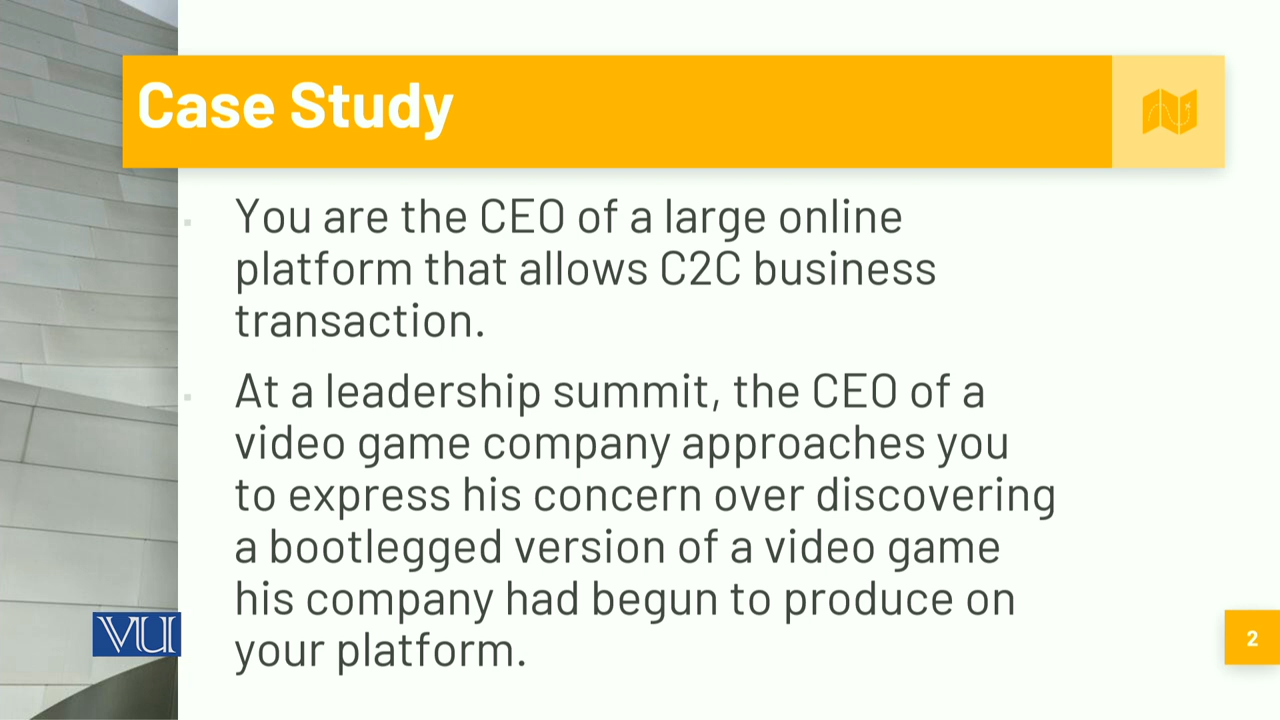 Case Study
You are the CEO of a large online
platform that allows C2C business
transaction.
At a leadership summit, the CEO of a
video game company approaches you
to express his concern over discovering
a bootlegged version of a video game
his company had begun to produce on
your platform.
VU
2